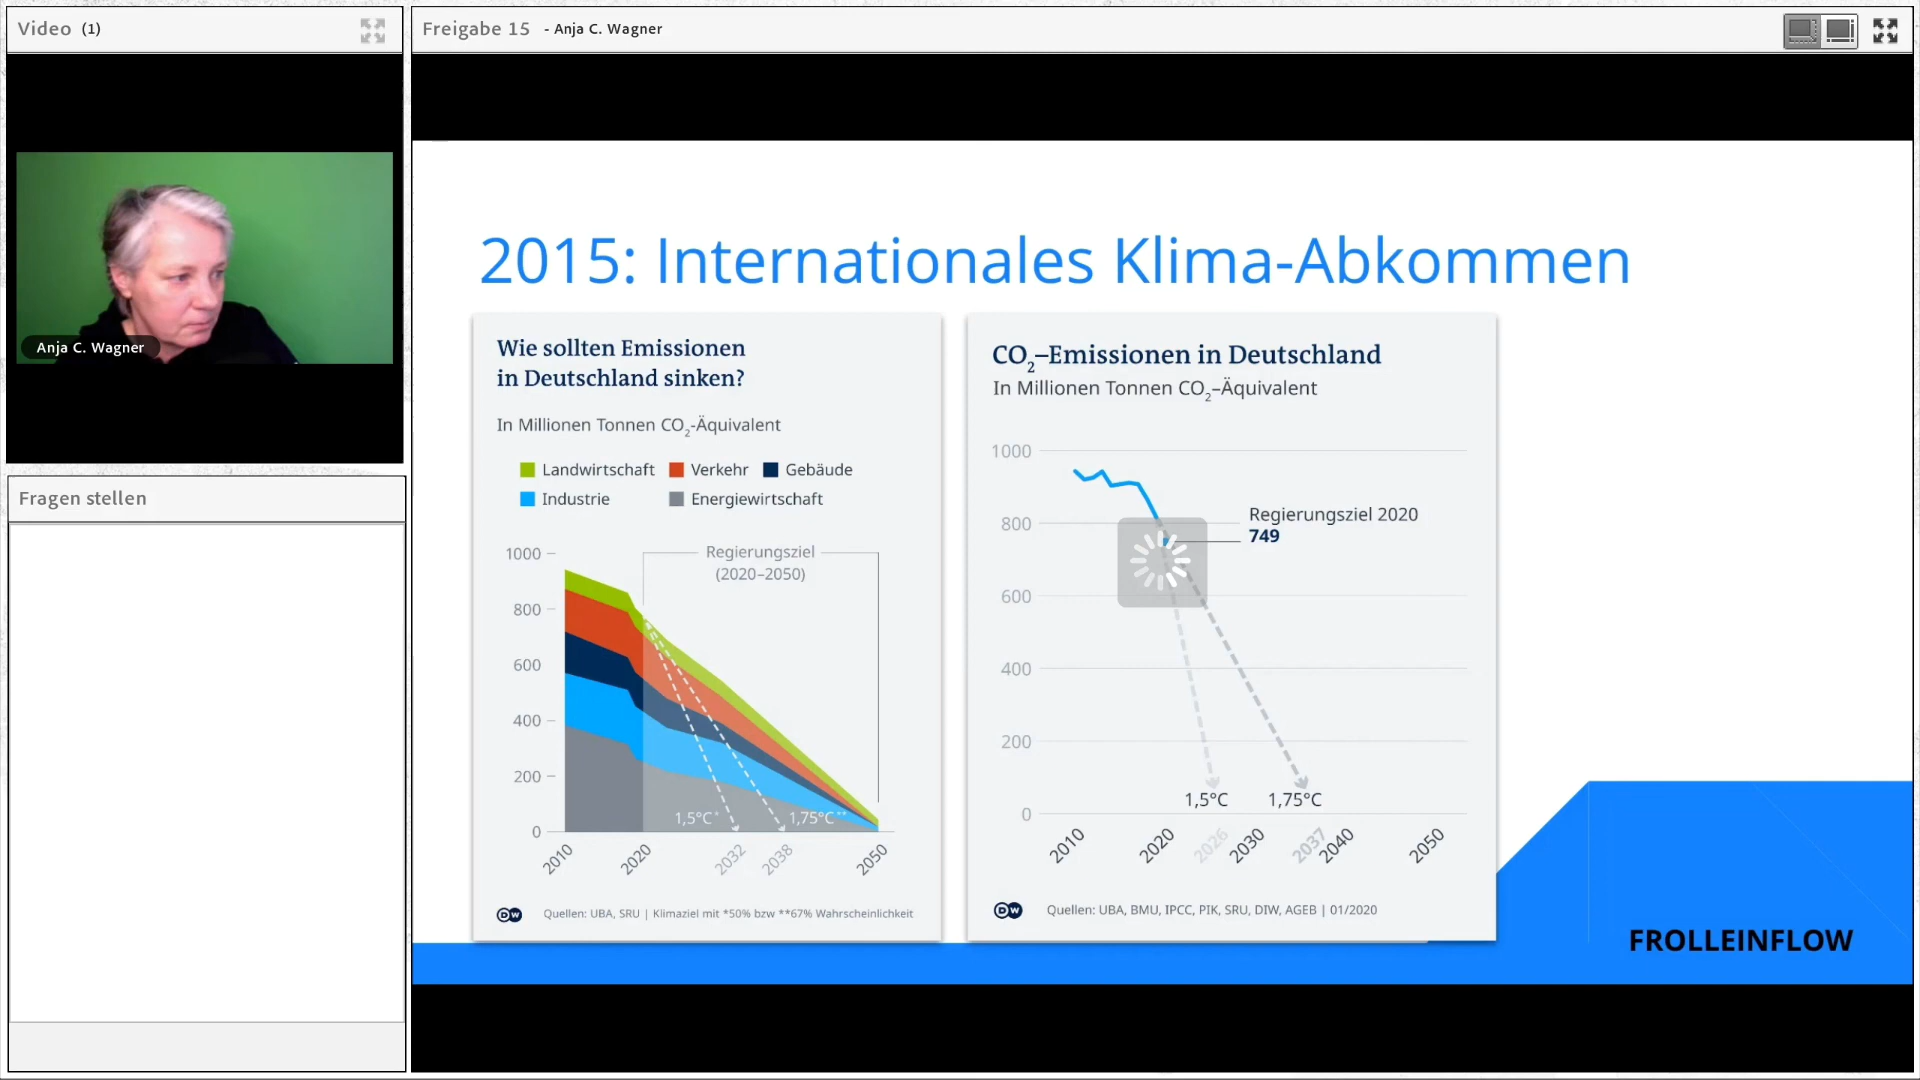 Video (1)
Freigabe 15 - Anja C. Wagner
Anja C. Wagner
Fragen stellen
2015: Internationales Klima-Abkommen
Wie sollten Emissionen
in Deutschland sinken?
In Millionen Tonnen CO2-Äquivalent
Landwirtschaft Verkehr Gebäude
Industrie Energiewirtschaft
Regierungsziel
(2020–2050)
1000
800
600
400
200
0
1,5°C* 1,75°C**
2010 2020 2032 2038 2050
DW Quellen: UBA, SRU | Klimaziel mit *50% bzw **67% Wahrscheinlichkeit
CO2–Emissionen in Deutschland
In Millionen Tonnen CO2–Äquivalent
1000
800
600
400
200
0
Regierungsziel 2020
749
1,5°C 1,75°C
2010 2020 2026 2030 2037 2040 2050
DW Quellen: UBA, BMU, IPCC, PIK, SRU, DIW, AGEB | 01/2020
FROLLEINFLOW